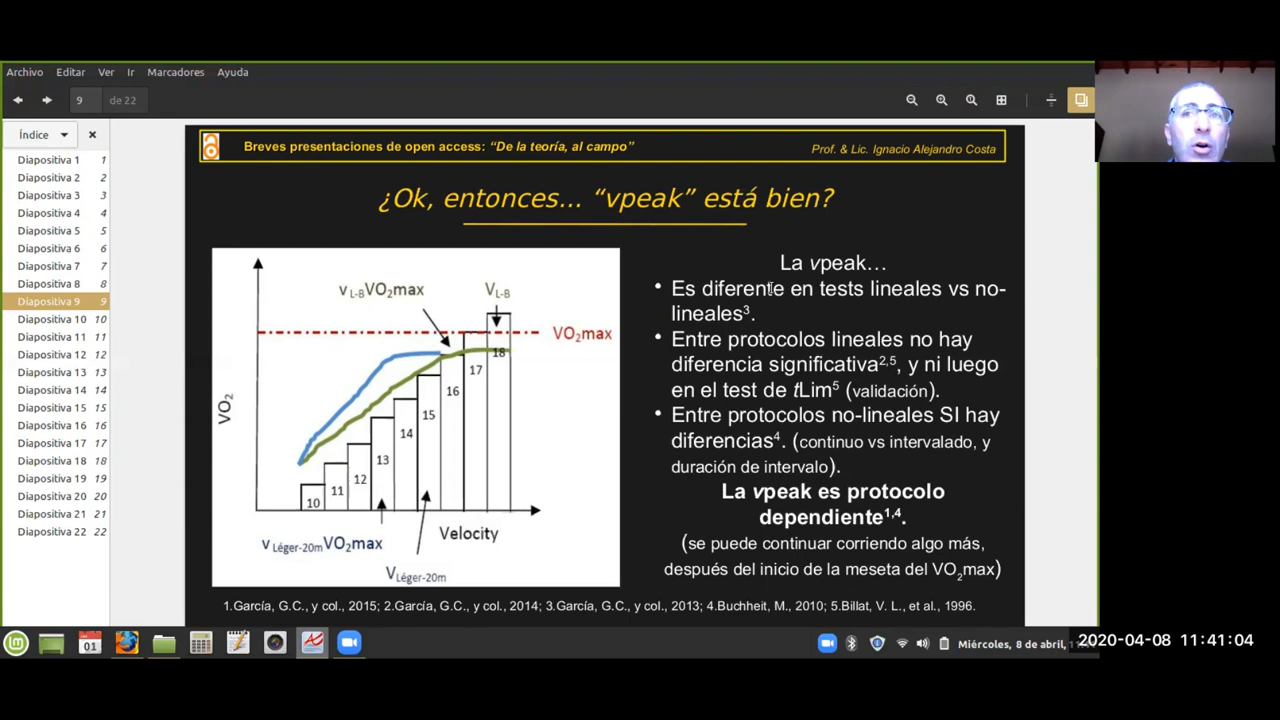 Archivo Editar Ver Ir Marcadores Ayuda
9 de 22
Índice
Diapositiva 1 1
Diapositiva 2 2
Diapositiva 3 3
Diapositiva 4 4
Diapositiva 5 5
Diapositiva 6 6
Diapositiva 7 7
Diapositiva 8 8
Diapositiva 9 9
Diapositiva 10 10
Diapositiva 11 11
Diapositiva 12 12
Diapositiva 13 13
Diapositiva 14 14
Diapositiva 15 15
Diapositiva 16 16
Diapositiva 17 17
Diapositiva 18 18
Diapositiva 19 19
Diapositiva 20 20
Diapositiva 21 21
Diapositiva 22 22
Breves presentaciones de open access: “De la teoría, al campo”
Prof. & Lic. Ignacio Alejandro Costa
¿Ok, entonces... “vpeak” está bien?
v L-B VO2max
V L-B
VO2max
VO2
10 11 12 13 14 15 16 17 18
Velocity
v Léger-20m VO2max
V Léger-20m
La vpeak…
• Es diferente en tests lineales vs no-
lineales3.
• Entre protocolos lineales no hay
diferencia significativa2,5, y ni luego
en el test de tLim5 (validación).
• Entre protocolos no-lineales SI hay
diferencias4. (continuo vs intervalado, y
duración de intervalo).
La vpeak es protocolo
dependiente1,4.
(se puede continuar corriendo algo más,
después del inicio de la meseta del VO2max)
1.García, G.C., y col., 2015; 2.García, G.C., y col., 2014; 3.García, G.C., y col., 2013; 4.Buchheit, M., 2010; 5.Billat, V. L., et al., 1996.
01
Miércoles, 8 de abril,
2020-04-08 11:41:04